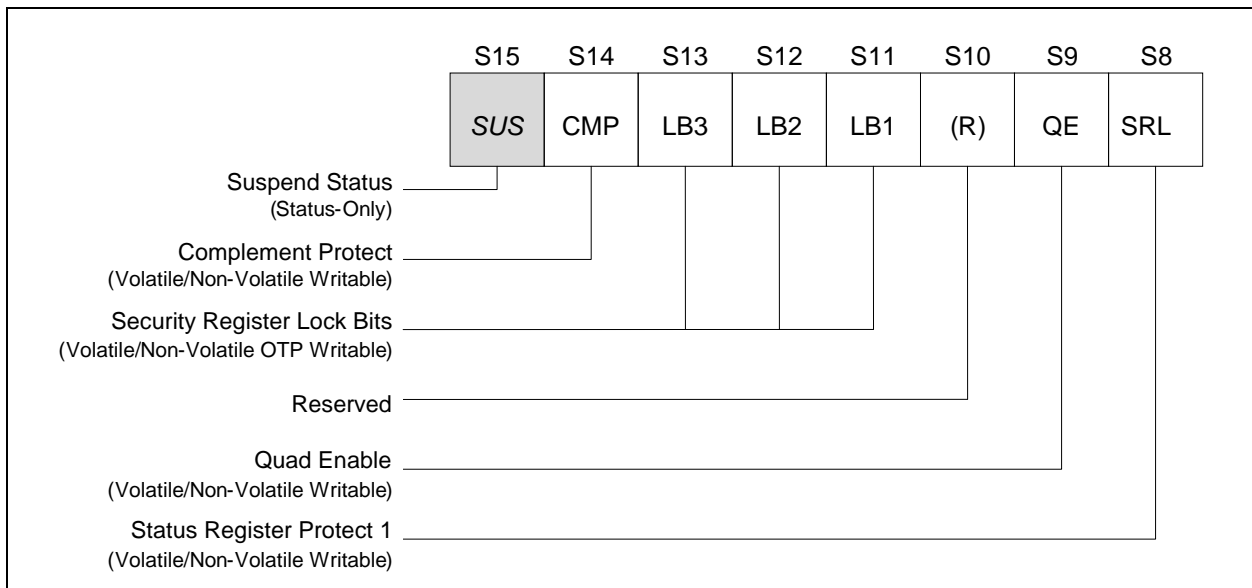 S15 S14 S13 S12 S11 S10 S9 S8
SUS CMP LB3 LB2 LB1 (R) QE SRL
Suspend Status
(Status-Only)
Complement Protect
(Volatile/Non-Volatile Writable)
Security Register Lock Bits
(Volatile/Non-Volatile OTP Writable)
Reserved
Quad Enable
(Volatile/Non-Volatile Writable)
Status Register Protect 1
(Volatile/Non-Volatile Writable)